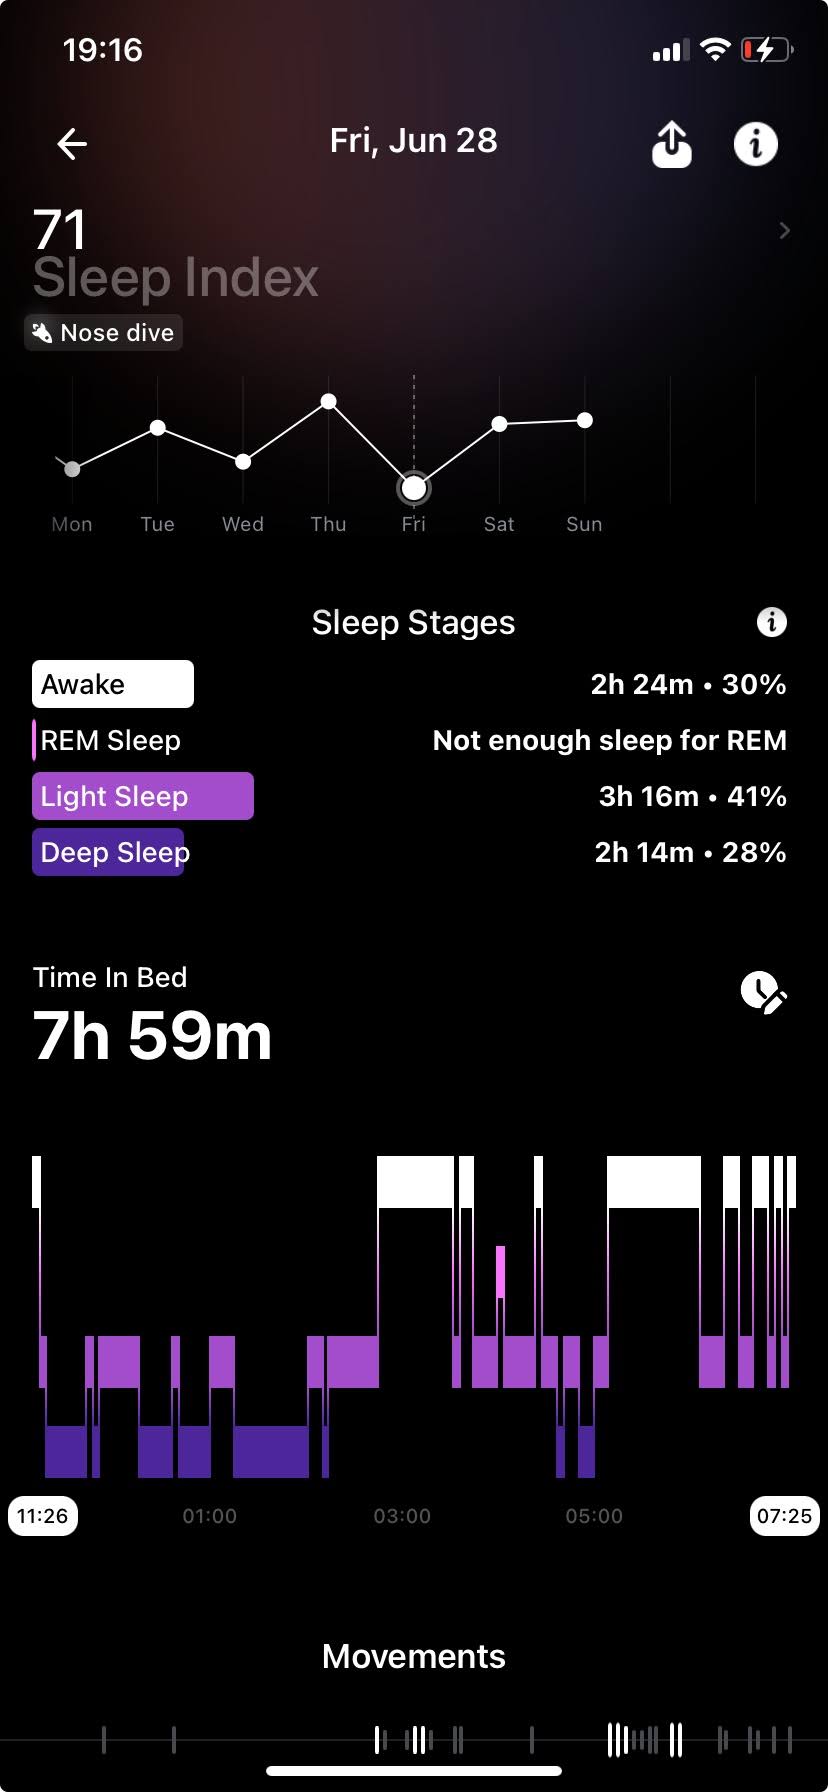 19:16
Fri, Jun 28
71
Sleep Index
Nose dive
Mon Tue Wed Thu Fri Sat Sun
Sleep Stages
Awake 2h 24m • 30%
REM Sleep Not enough sleep for REM
Light Sleep 3h 16m • 41%
Deep Sleep 2h 14m • 28%
Time In Bed
7h 59m
11:26 01:00 03:00 05:00 07:25
Movements